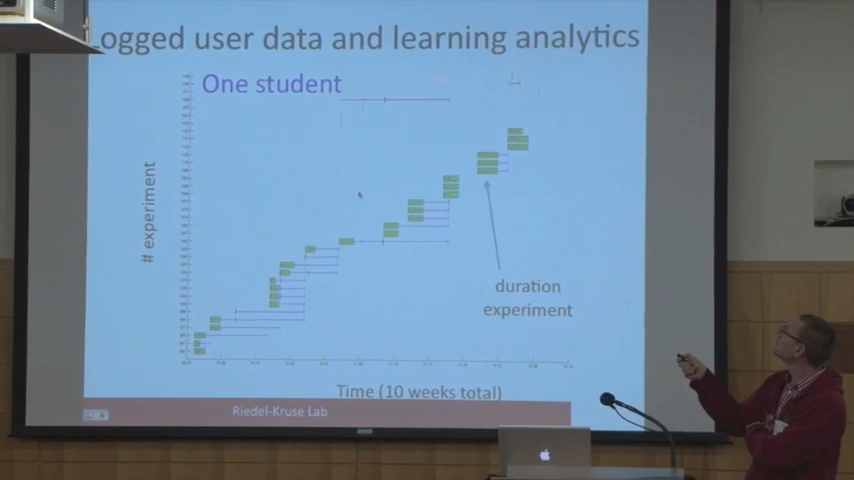 ogged user data and learning analytics
One student
# experiment
duration
experiment
Time (10 weeks total)
Riedel-Kruse Lab